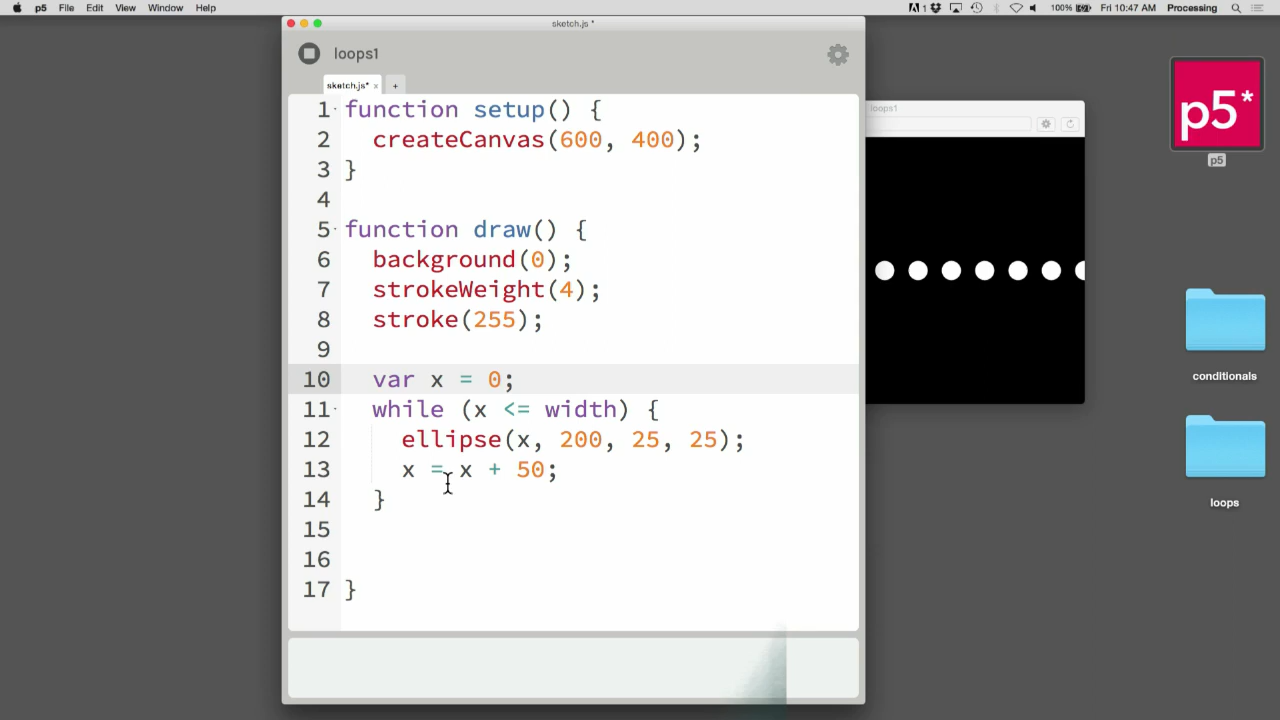 p5 File Edit View Window Help
1 100% Fri 10:47 AM Processing
sketch.js *
loops1
sketch.js* x +
1 function setup() {
2 createCanvas(600, 400);
3 }
4
5 function draw() {
6 background(0);
7 strokeWeight(4);
8 stroke(255);
9
10 var x = 0;
11 while (x <= width) {
12 ellipse(x, 200, 25, 25);
13 x = x + 50;
14 }
15
16
17 }
loops1
p5*
p5
conditionals
loops